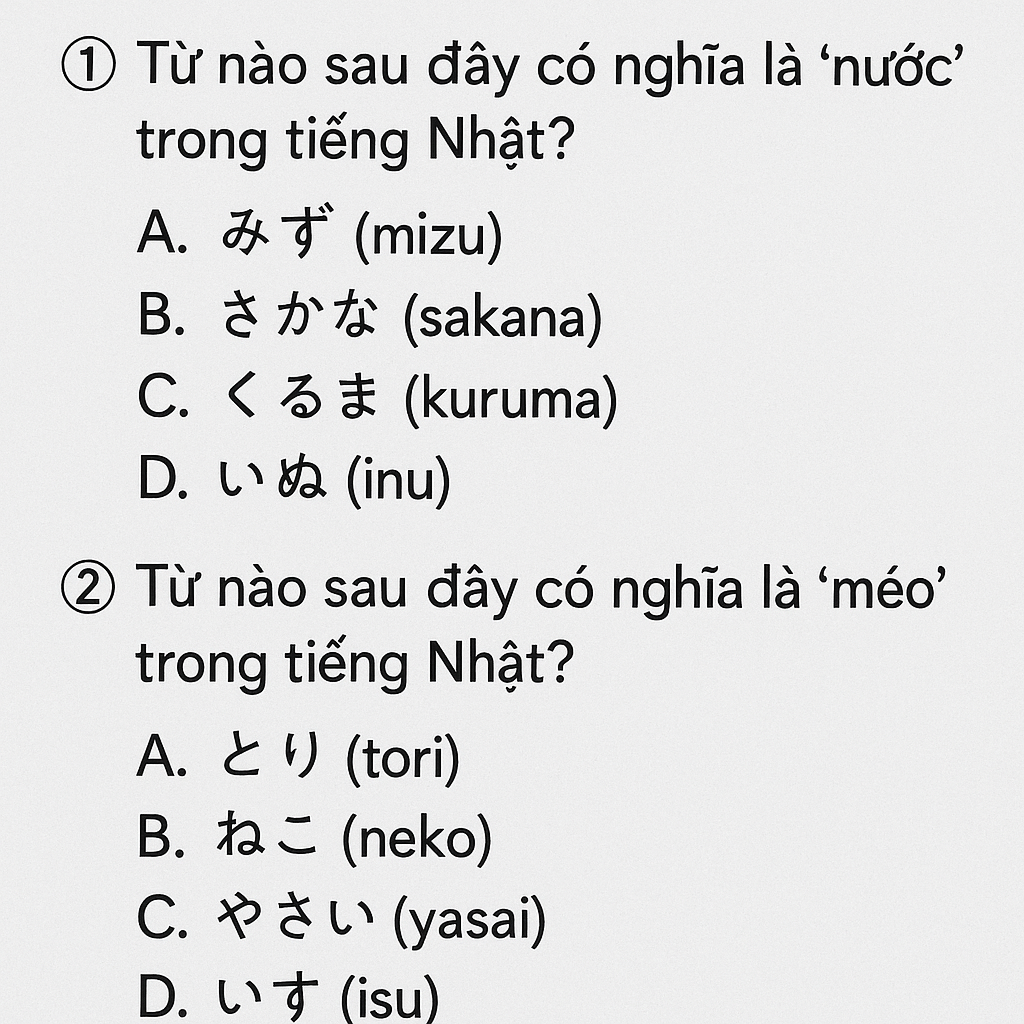 ① Từ nào sau đây có nghĩa là ‘nước’
trong tiếng Nhật?
A. みず (mizu)
B. さかな (sakana)
C. くるま (kuruma)
D. いぬ (inu)
② Từ nào sau đây có nghĩa là ‘méo’
trong tiếng Nhật?
A. とり (tori)
B. ねこ (neko)
C. やさい (yasai)
D. いす (isu)